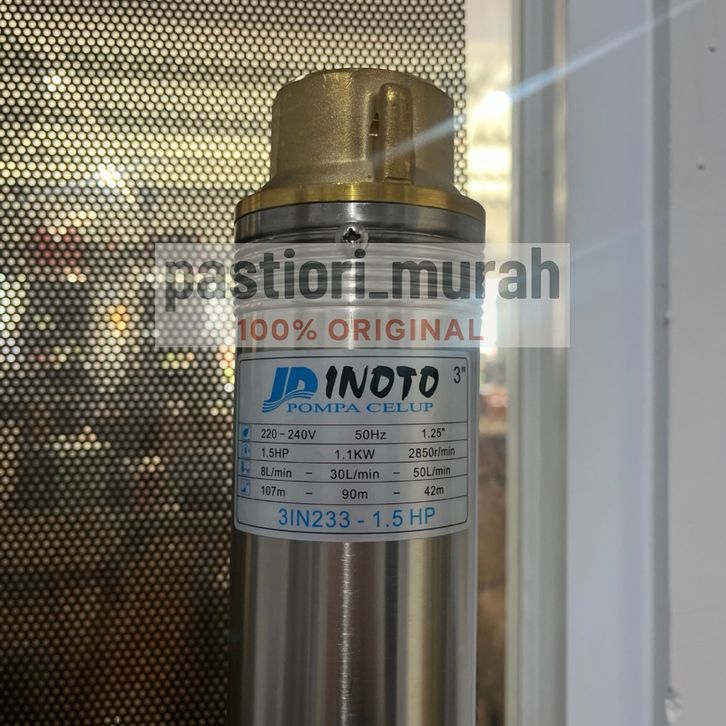 pastiori_murah
100% ORIGINAL
JD INOTO 3"
POMPA CELUP
220-240V 50Hz 1.25"
1.5HP 1.1KW 2850r/min
8L/min - 30L/min - 50L/min
107m - 90m - 42m
3IN233 - 1.5 HP